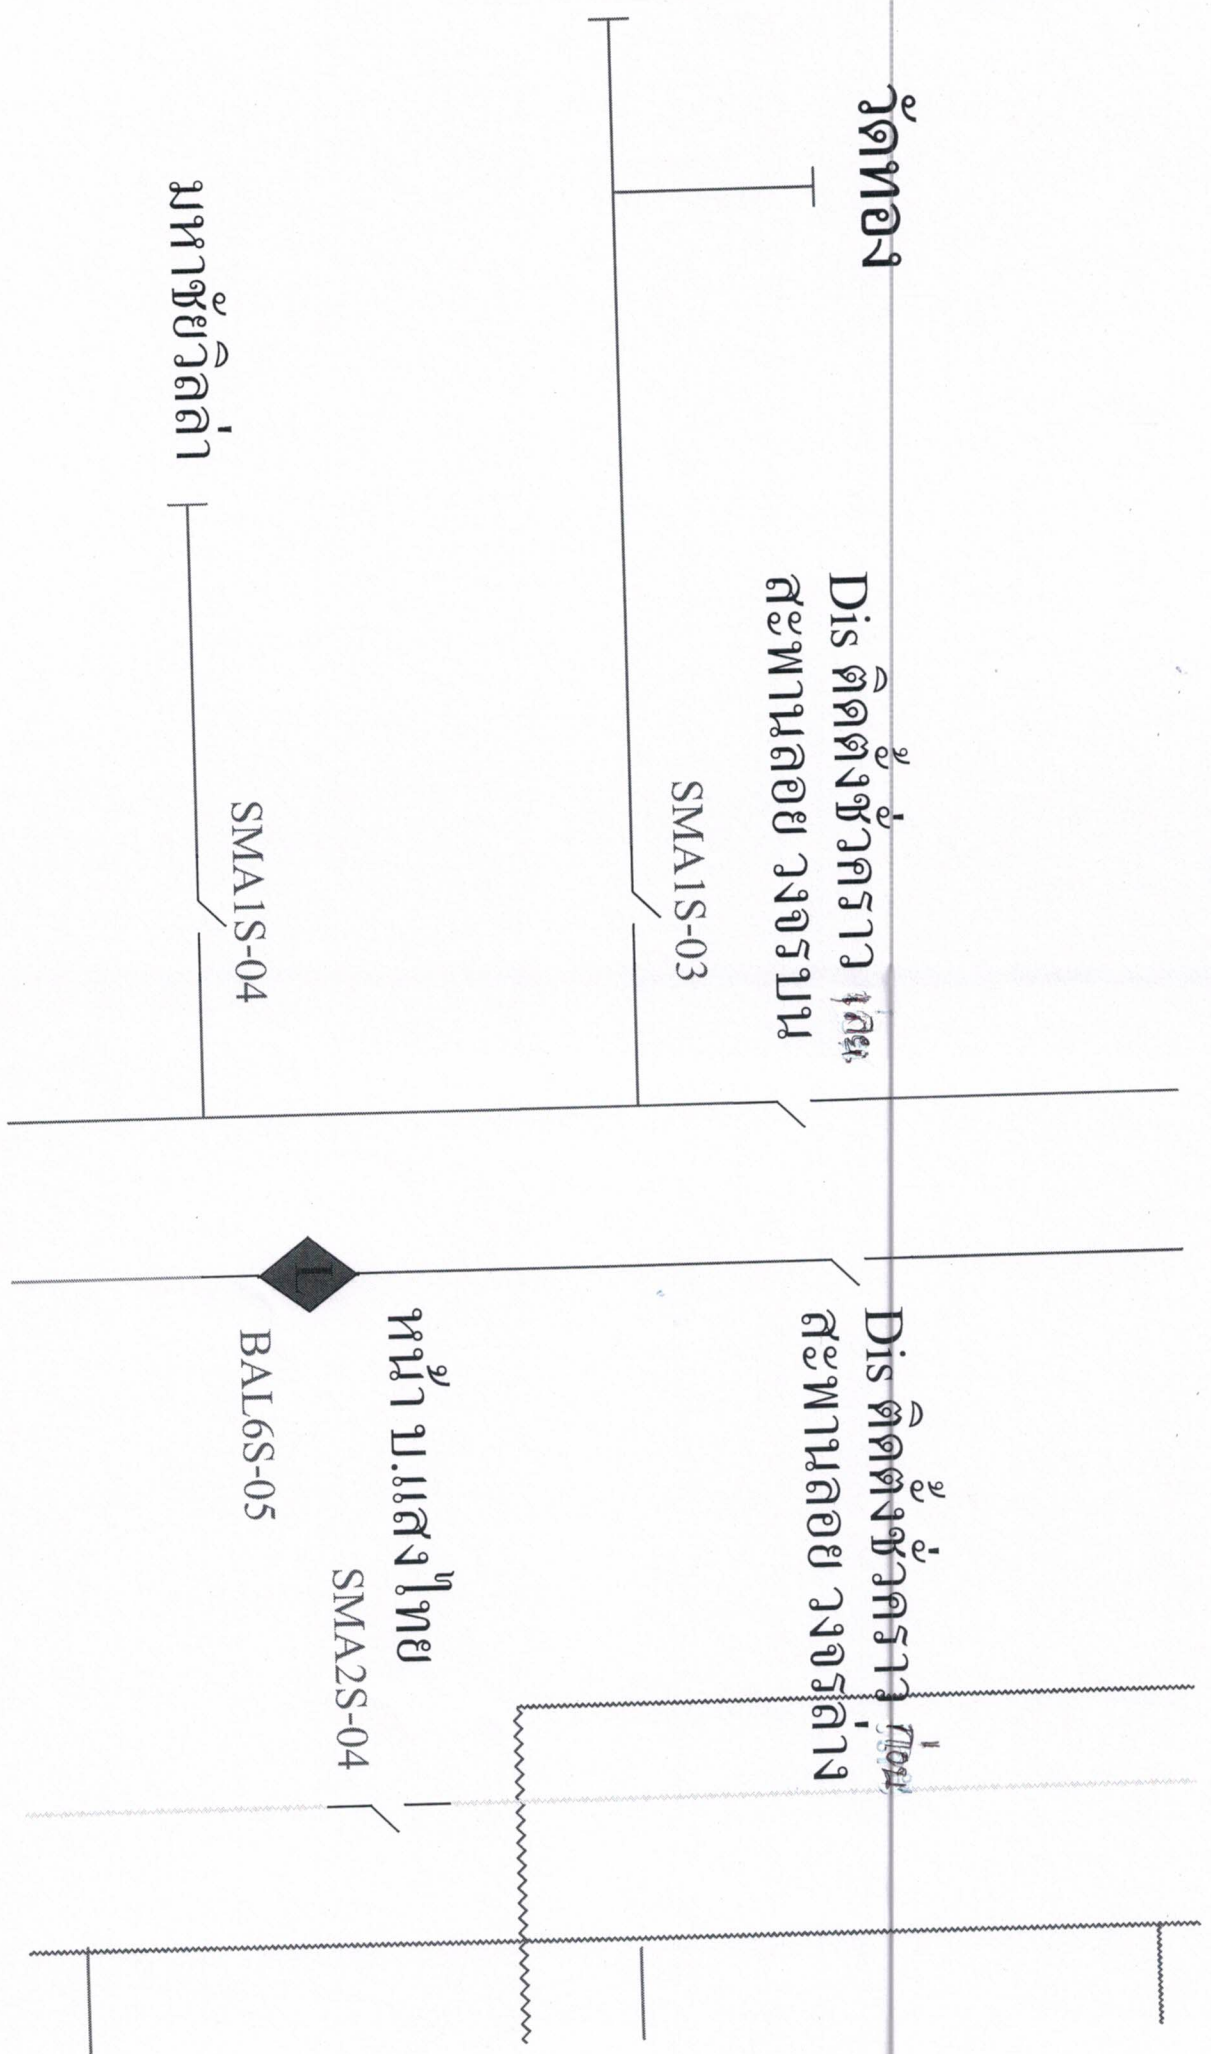 วัดทอง
Dis ติดตั้งชั่วคราว
สะพานลอย วงจรบน
SMA1S-03
มหาชัยวิลล่า
SMA1S-04
Dis ติดตั้งชั่วคราว
สะพานลอย วงจรล่าง
หน้า บ.แสงไทย
L
BAL6S-05
SMA2S-04